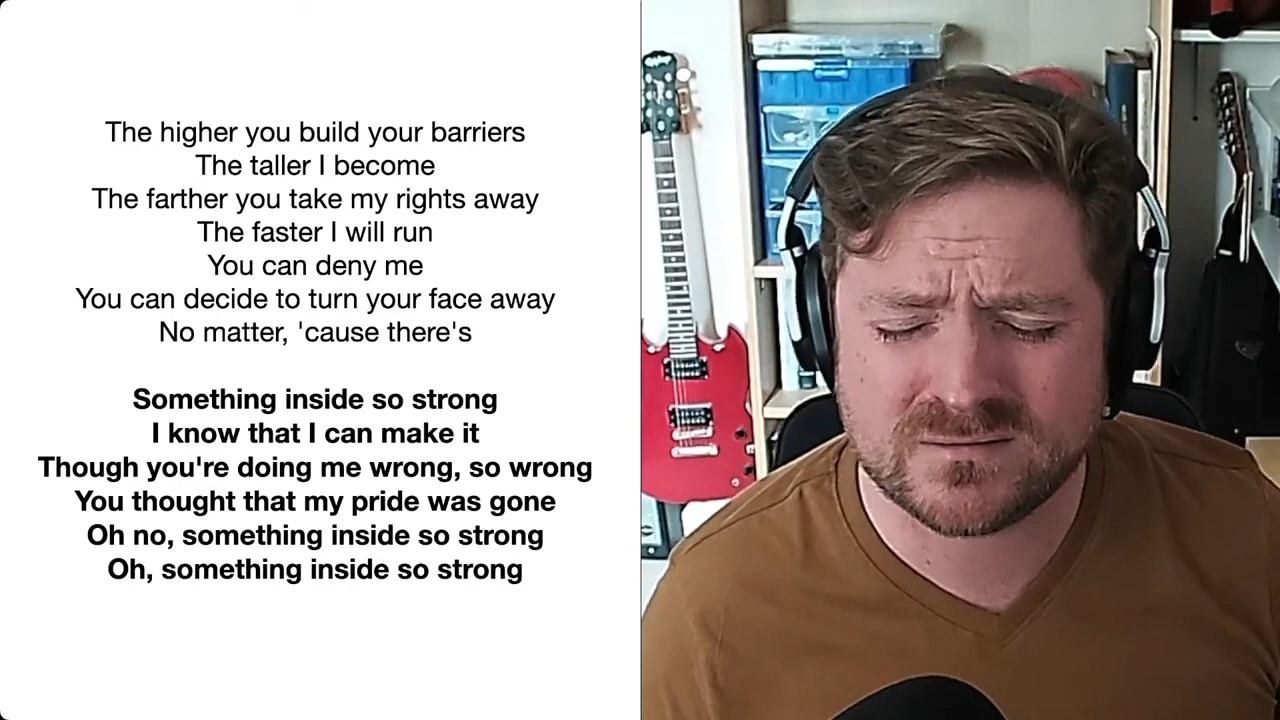 The higher you build your barriers
The taller I become
The farther you take my rights away
The faster I will run
You can deny me
You can decide to turn your face away
No matter, 'cause there's
Something inside so strong
I know that I can make it
Though you're doing me wrong, so wrong
You thought that my pride was gone
Oh no, something inside so strong
Oh, something inside so strong